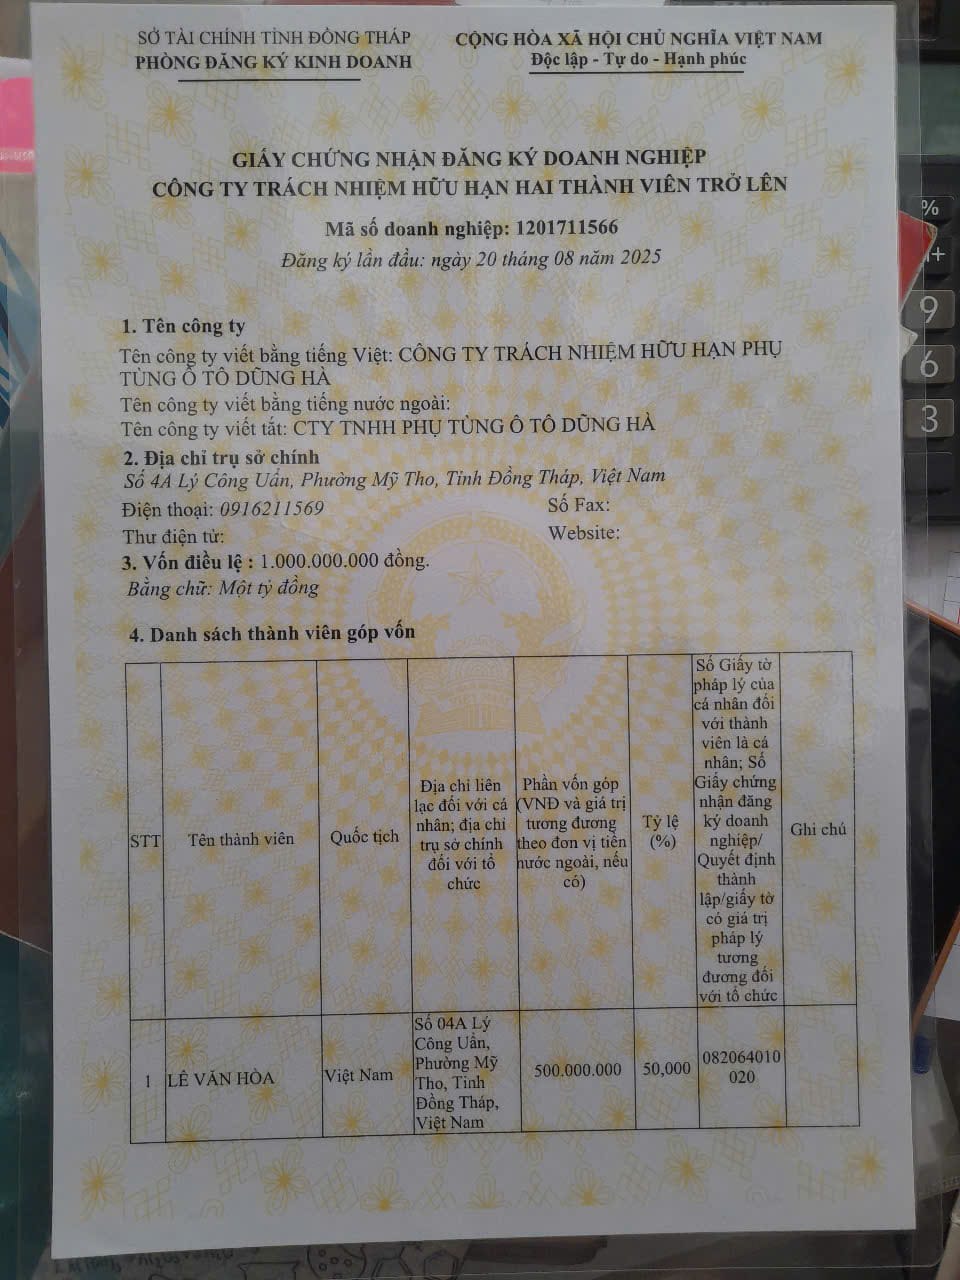 SỞ TÀI CHÍNH TỈNH ĐỒNG THÁP
PHÒNG ĐĂNG KÝ KINH DOANH
CỘNG HÒA XÃ HỘI CHỦ NGHĨA VIỆT NAM
Độc lập - Tự do - Hạnh phúc
GIẤY CHỨNG NHẬN ĐĂNG KÝ DOANH NGHIỆP
CÔNG TY TRÁCH NHIỆM HỮU HẠN HAI THÀNH VIÊN TRỞ LÊN
Mã số doanh nghiệp: 1201711566
Đăng ký lần đầu: ngày 20 tháng 08 năm 2025
1. Tên công ty
Tên công ty viết bằng tiếng Việt: CÔNG TY TRÁCH NHIỆM HỮU HẠN PHỤ
TÙNG Ô TÔ DŨNG HÀ
Tên công ty viết bằng tiếng nước ngoài:
Tên công ty viết tắt: CTY TNHH PHỤ TÙNG Ô TÔ DŨNG HÀ
2. Địa chỉ trụ sở chính
Số 4A Lý Công Uẩn, Phường Mỹ Tho, Tỉnh Đồng Tháp, Việt Nam
Điện thoại: 0916211569
Số Fax:
Thư điện tử:
Website:
3. Vốn điều lệ : 1.000.000.000 đồng.
Bằng chữ: Một tỷ đồng
4. Danh sách thành viên góp vốn
STT
Tên thành viên
Quốc tịch
Địa chỉ liên
lạc đối với cá
nhân; địa chỉ
trụ sở chính
đối với tổ
chức
Phần vốn góp
(VNĐ và giá trị
tương đương
theo đơn vị tiền
nước ngoài, nếu
có)
Tỷ lệ
(%)
Số Giấy tờ
pháp lý của
cá nhân đối
với thành
viên là cá
nhân; Số
Giấy chứng
nhận đăng
ký doanh
nghiệp/
Quyết định
thành
lập/giấy tờ
có giá trị
pháp lý
tương
đương đối
với tổ chức
Ghi chú
1
LÊ VĂN HÒA
Việt Nam
Số 04A Lý
Công Uẩn,
Phường Mỹ
Tho, Tỉnh
Đồng Tháp,
Việt Nam
500.000.000
50,000
082064010
020
%
9
6
3